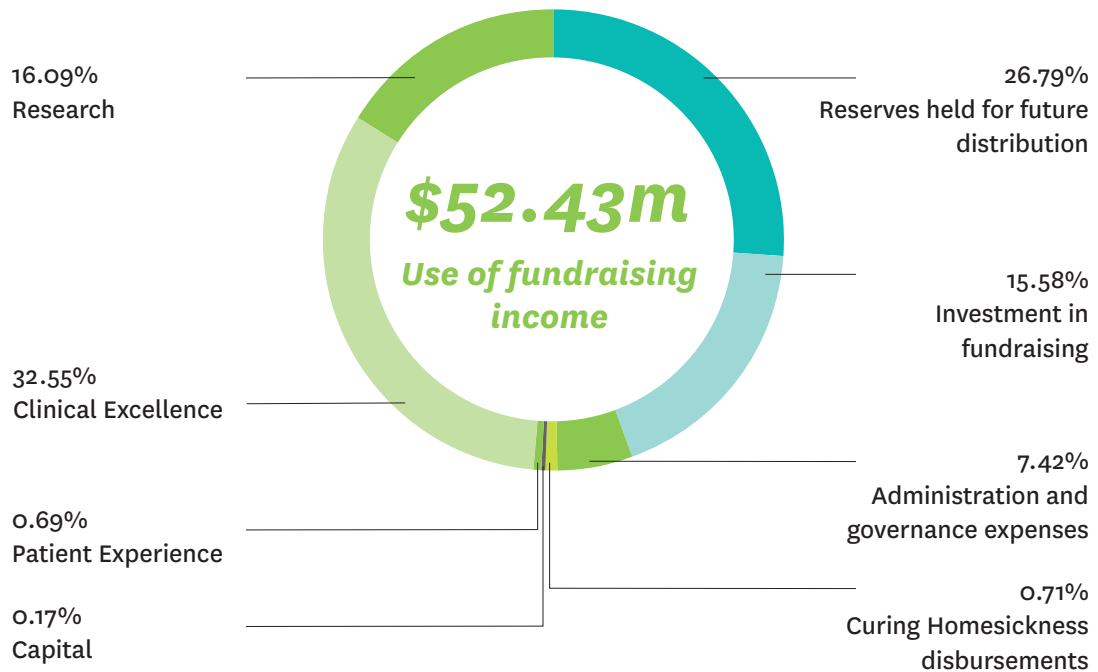 16.09%
Research
26.79%
Reserves held for future
distribution
$52.43m
Use of fundraising
income
15.58%
Investment in
fundraising
32.55%
Clinical Excellence
7.42%
Administration and
governance expenses
0.69%
Patient Experience
0.71%
Curing Homesickness
disbursements
0.17%
Capital